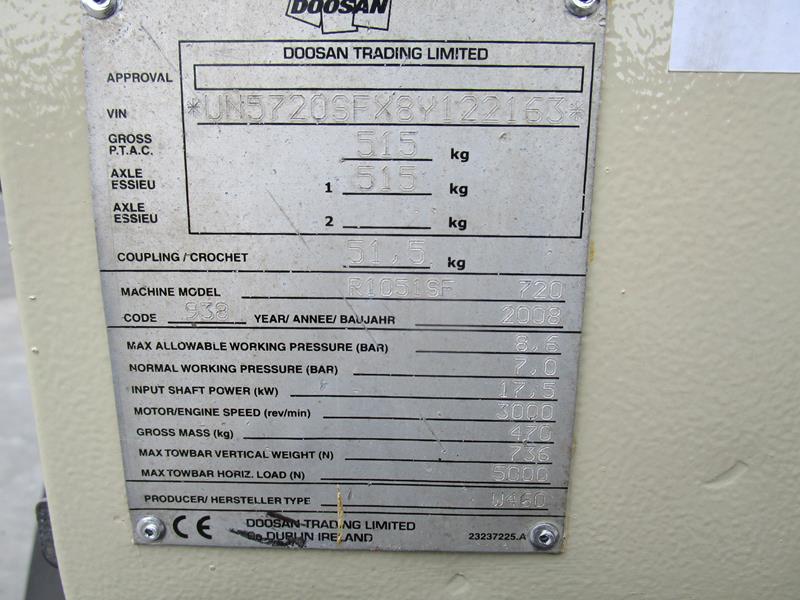 DOOSAN
DOOSAN TRADING LIMITED
APPROVAL
VIN *UN5720SFX8Y122163*
GROSS P.T.A.C. 515 kg
AXLE ESSIEU 1 515 kg
AXLE ESSIEU 2 kg
COUPLING / CROCHET 51,5 kg
MACHINE MODEL R1051SF 720
CODE 938 YEAR/ ANNEE/ BAUJAHR 2008
MAX ALLOWABLE WORKING PRESSURE (BAR) 8,6
NORMAL WORKING PRESSURE (BAR) 7,0
INPUT SHAFT POWER (kW) 17,5
MOTOR/ENGINE SPEED (rev/min) 3000
GROSS MASS (kg) 470
MAX TOWBAR VERTICAL WEIGHT (N) 736
MAX TOWBAR HORIZ. LOAD (N) 5000
PRODUCER/ HERSTELLER TYPE W460
CE DOOSAN TRADING LIMITED
Co DUBLIN IRELAND 23237225.A